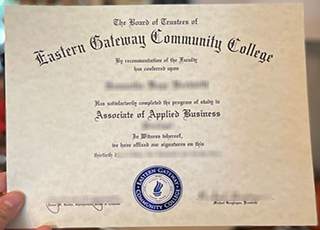 The Board of Trustees of
Eastern Gateway Community College
By recommendation of the Faculty
has conferred upon
Has satisfactorily completed the program of study in
Associate of Applied Business
In Witness whereof,
we have affixed our signatures on this
thirtieth
EASTERN GATEWAY
COMMUNITY COLLEGE